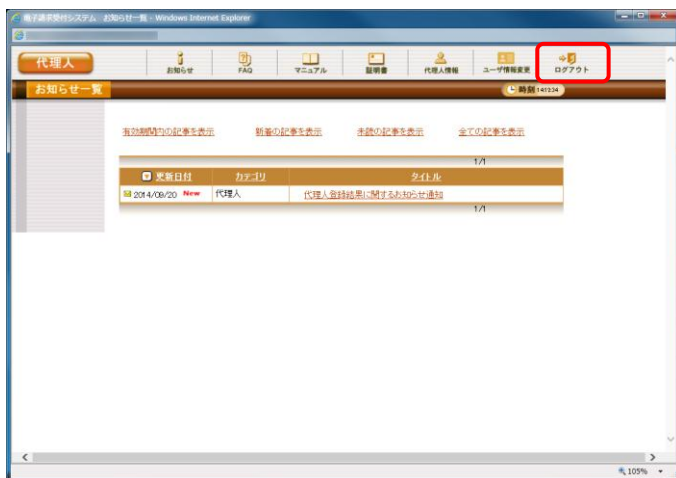 電子請求受付システム お知らせ一覧 - Windows Internet Explorer
代理人
お知らせ
FAQ
マニュアル
証明書
代理人情報
ユーザ情報変更
ログアウト
お知らせ一覧
時刻 14:12:34
有効期間内の記事を表示 新着の記事を表示 未読の記事を表示 全ての記事を表示
1/1
更新日付 カテゴリ タイトル
2014/09/20 New 代理人 代理人登録結果に関するお知らせ通知
1/1
105%